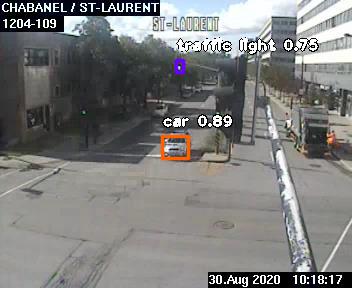 CHABANEL / ST-LAURENT
1204-109
ST-LAURENT
traffic light 0.75
car 0.89
30.Aug 2020 10:18:17